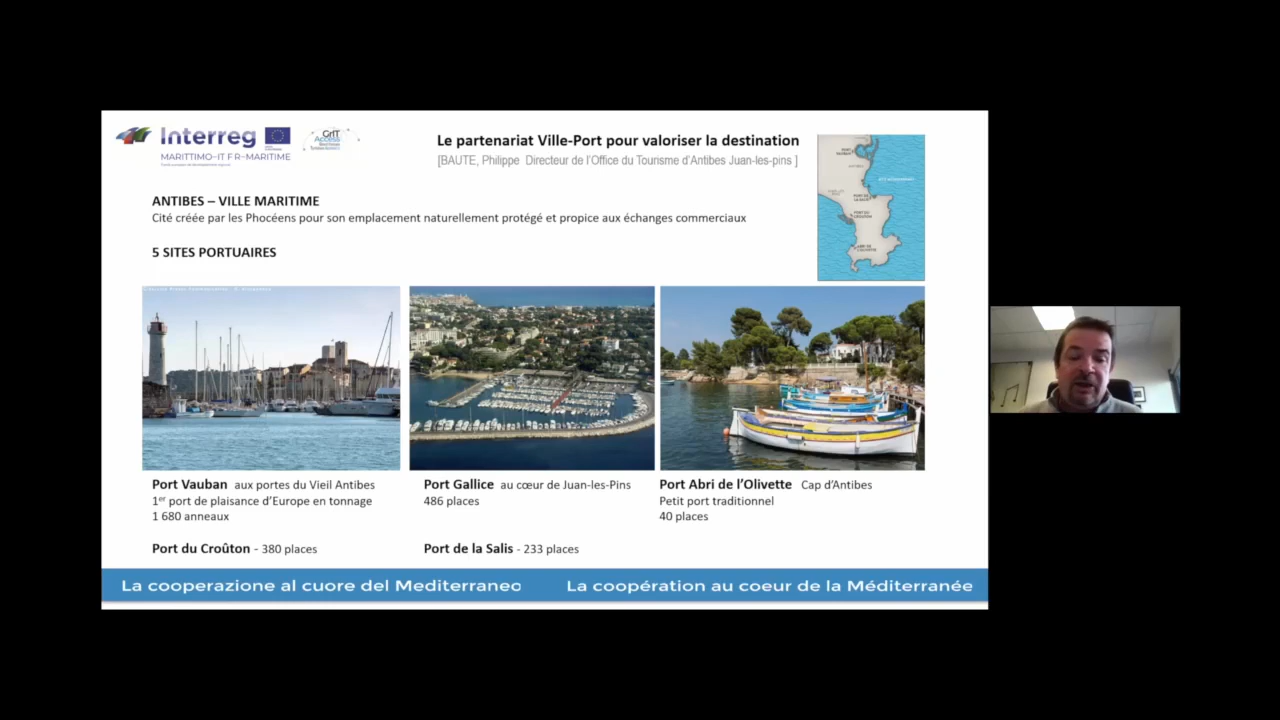 Interreg
MARITTIMO-IT FR-MARITIME
GrIT
Access
Le partenariat Ville-Port pour valoriser la destination
[BAUTE, Philippe Directeur de l'Office du Tourisme d'Antibes Juan-les-pins ]
ANTIBES – VILLE MARITIME
Cité créée par les Phocéens pour son emplacement naturellement protégé et propice aux échanges commerciaux
5 SITES PORTUAIRES
Port Vauban aux portes du Vieil Antibes
1er port de plaisance d'Europe en tonnage
1 680 anneaux
Port Gallice au cœur de Juan-les-Pins
486 places
Port Abri de l'Olivette Cap d'Antibes
Petit port traditionnel
40 places
Port du Croûton - 380 places
Port de la Salis - 233 places
La cooperazione al cuore del Mediterraneo
La coopération au coeur de la Méditerranée